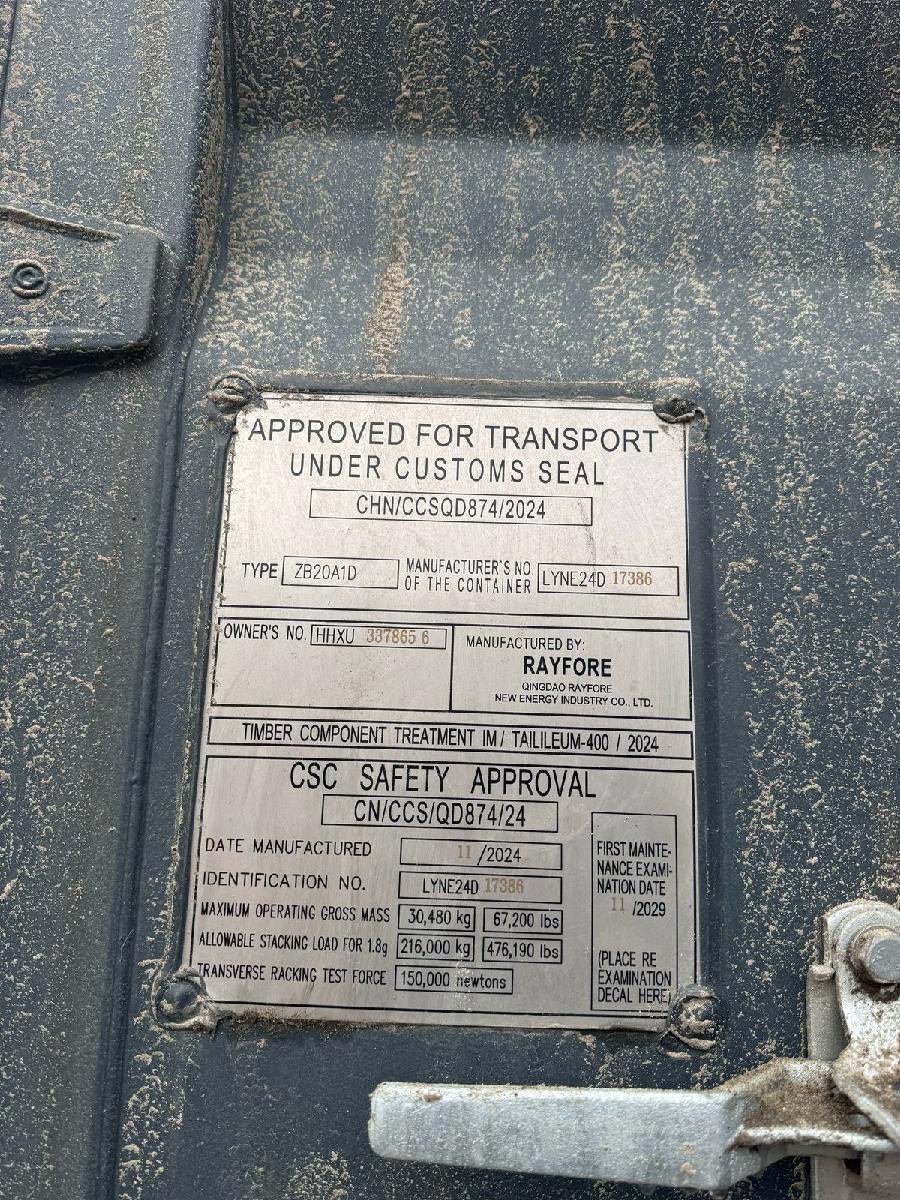 APPROVED FOR TRANSPORT
UNDER CUSTOMS SEAL
CHN/CCSQD874/2024
TYPE ZB20A1D MANUFACTURER'S NO OF THE CONTAINER LYNE24D 17386
OWNER'S NO. HHXU 337865 6
MANUFACTURED BY:
RAYFORE
QINGDAO RAYFORE
NEW ENERGY INDUSTRY CO., LTD.
TIMBER COMPONENT TREATMENT IM / TAILILEUM-400 / 2024
CSC SAFETY APPROVAL
CN/CCS/QD874/24
DATE MANUFACTURED 11 /2024
IDENTIFICATION NO. LYNE24D 17386
MAXIMUM OPERATING GROSS MASS 30,480 kg 67,200 lbs
ALLOWABLE STACKING LOAD FOR 1.8g 216,000 kg 476,190 lbs
TRANSVERSE RACKING TEST FORCE 150,000 newtons
FIRST MAINTE-
NANCE EXAMI-
NATION DATE
11 /2029
(PLACE RE
EXAMINATION
DECAL HERE)